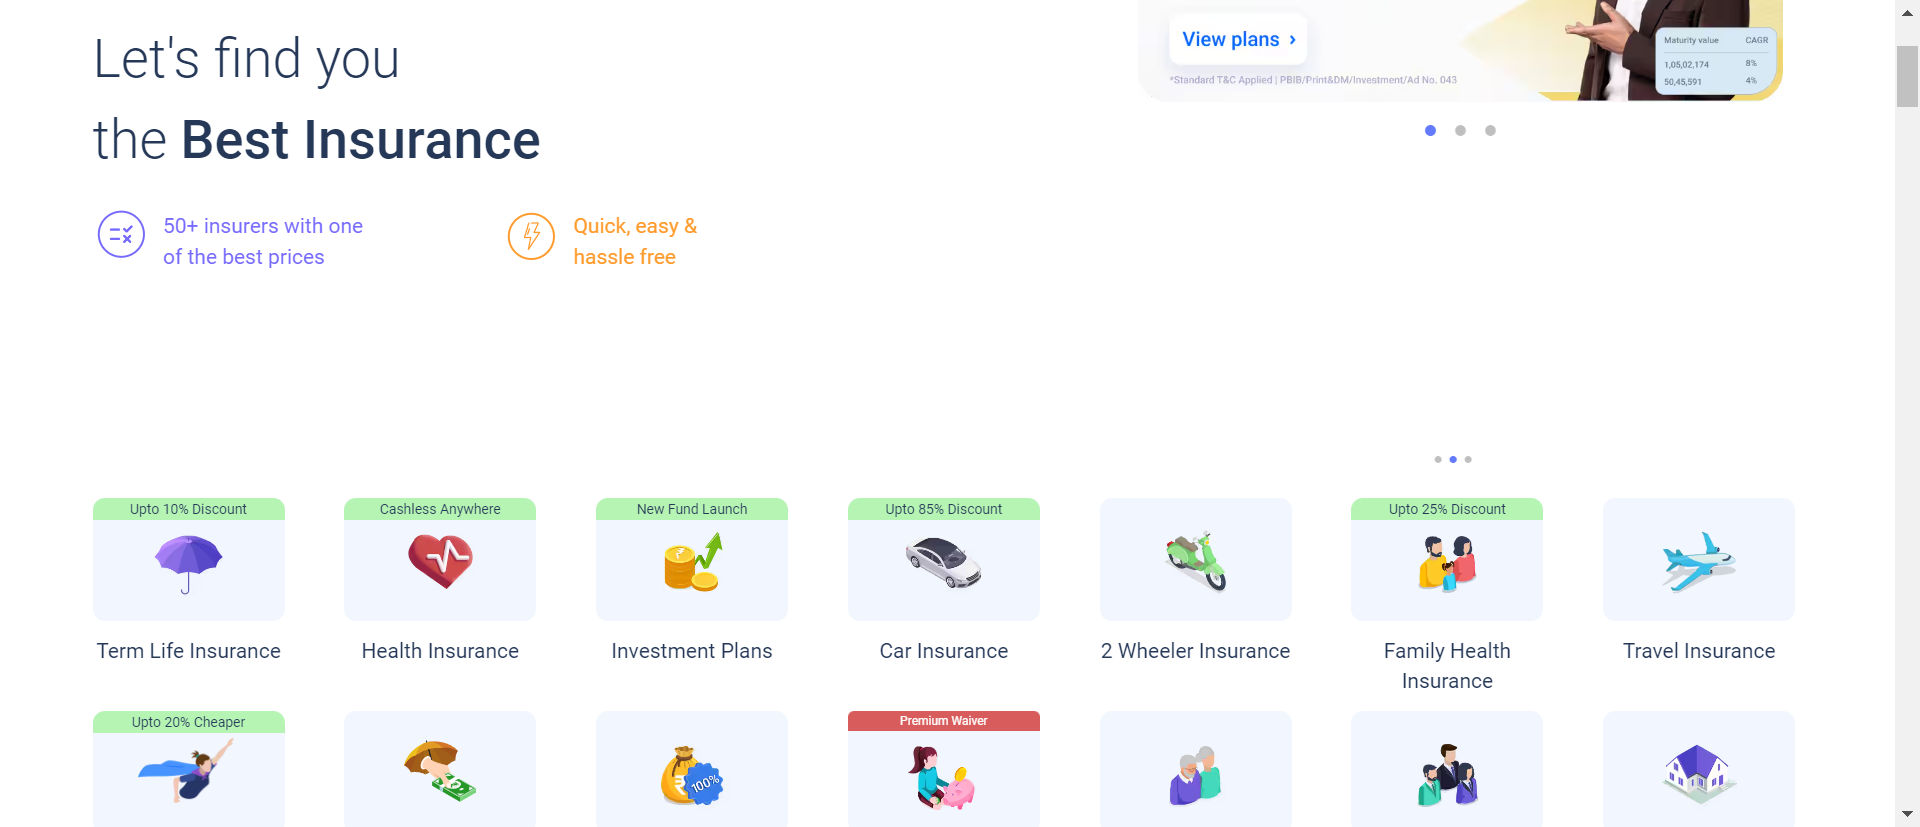 Let's find you
the Best Insurance
50+ insurers with one
of the best prices
Quick, easy &
hassle free
View plans ›
*Standard T&C Applied | PBIB/Print&DM/Investment/Ad No. 043
Maturity value CAGR
1,05,02,174 8%
50,45,591 4%
Upto 10% Discount
Term Life Insurance
Cashless Anywhere
Health Insurance
New Fund Launch
₹
Investment Plans
Upto 85% Discount
Car Insurance
2 Wheeler Insurance
Upto 25% Discount
Family Health
Insurance
Travel Insurance
Upto 20% Cheaper
₹
100%
Premium Waiver